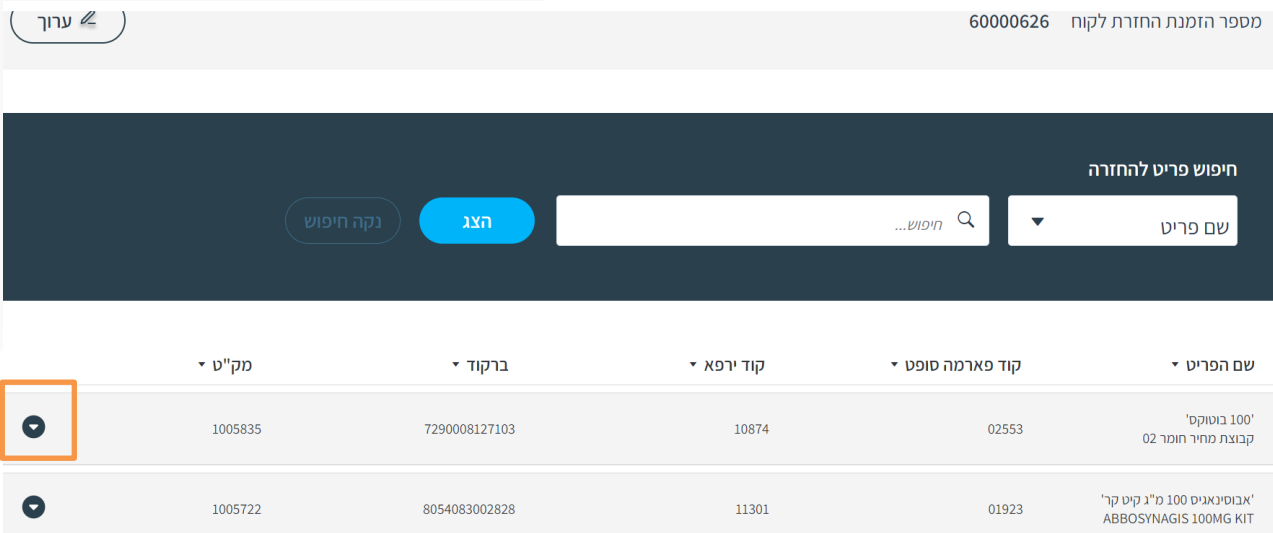 מספר הזמנת החזרת לקוח 60000626
ערוך
חיפוש פריט להחזרה
שם פריט
חיפוש...
הצג
נקה חיפוש
שם הפריט קוד פארמה סופט קוד ירפא ברקוד מק"ט
'100 בוטוקס' 02553 10874 7290008127103 1005835
קבוצת מחיר חומר 02
'אבוסינאגיס 100 מ"ג קיט קר' 01923 11301 8054083002828 1005722
ABBOSYNAGIS 100MG KIT